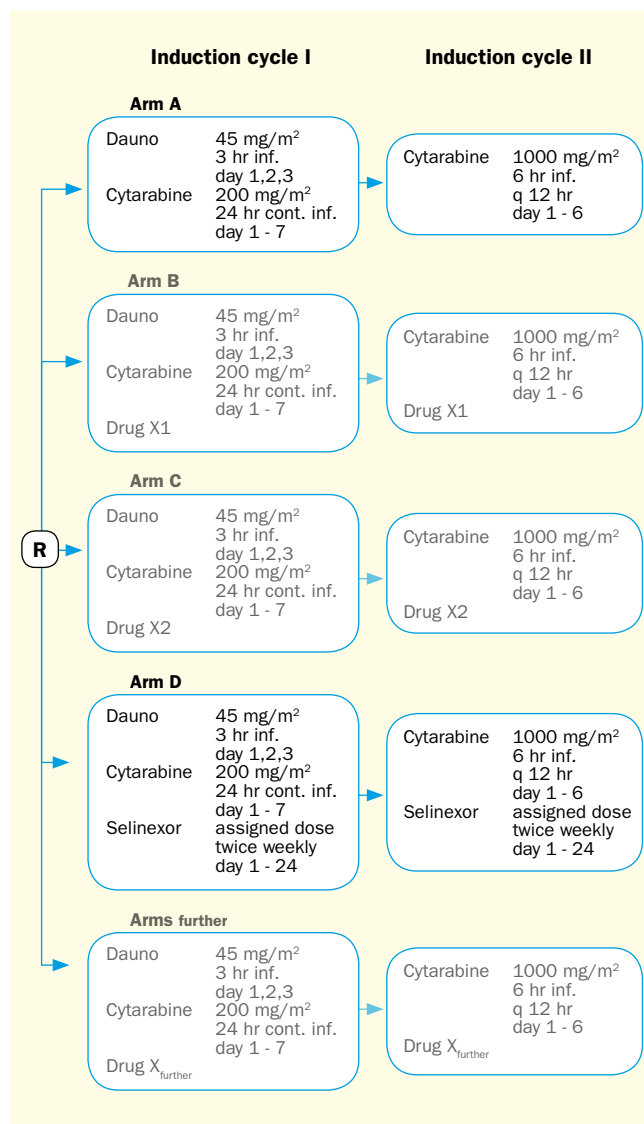 Induction cycle I Induction cycle II
Arm A
Dauno 45 mg/m²
3 hr inf.
day 1,2,3
Cytarabine 200 mg/m²
24 hr cont. inf.
day 1 - 7
Cytarabine 1000 mg/m²
6 hr inf.
q 12 hr
day 1 - 6
Arm B
Dauno 45 mg/m²
3 hr inf.
day 1,2,3
Cytarabine 200 mg/m²
24 hr cont. inf.
day 1 - 7
Drug X1
Cytarabine 1000 mg/m²
6 hr inf.
q 12 hr
day 1 - 6
Drug X1
Arm C
Dauno 45 mg/m²
3 hr inf.
day 1,2,3
Cytarabine 200 mg/m²
24 hr cont. inf.
day 1 - 7
Drug X2
Cytarabine 1000 mg/m²
6 hr inf.
q 12 hr
day 1 - 6
Drug X2
R
Arm D
Dauno 45 mg/m²
3 hr inf.
day 1,2,3
Cytarabine 200 mg/m²
24 hr cont. inf.
day 1 - 7
Selinexor assigned dose
twice weekly
day 1 - 24
Cytarabine 1000 mg/m²
6 hr inf.
q 12 hr
day 1 - 6
Selinexor assigned dose
twice weekly
day 1 - 24
Arms further
Dauno 45 mg/m²
3 hr inf.
day 1,2,3
Cytarabine 200 mg/m²
24 hr cont. inf.
day 1 - 7
Drug Xfurther
Cytarabine 1000 mg/m²
6 hr inf.
q 12 hr
day 1 - 6
Drug Xfurther